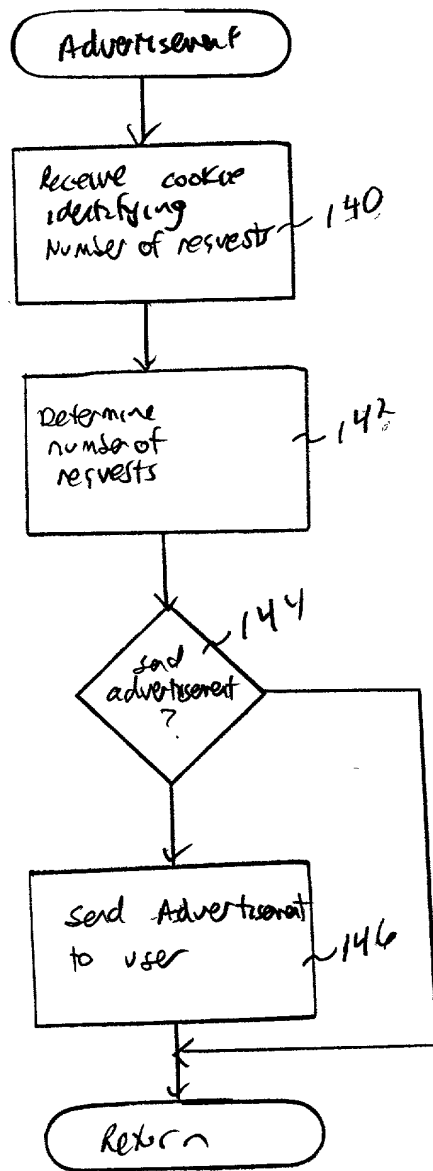 Advertisement
Receive cookie
identifying
Number of requests
140
Determine
number of
requests
142
144
send
advertisement
?
Send Advertisement
to user
146
Return